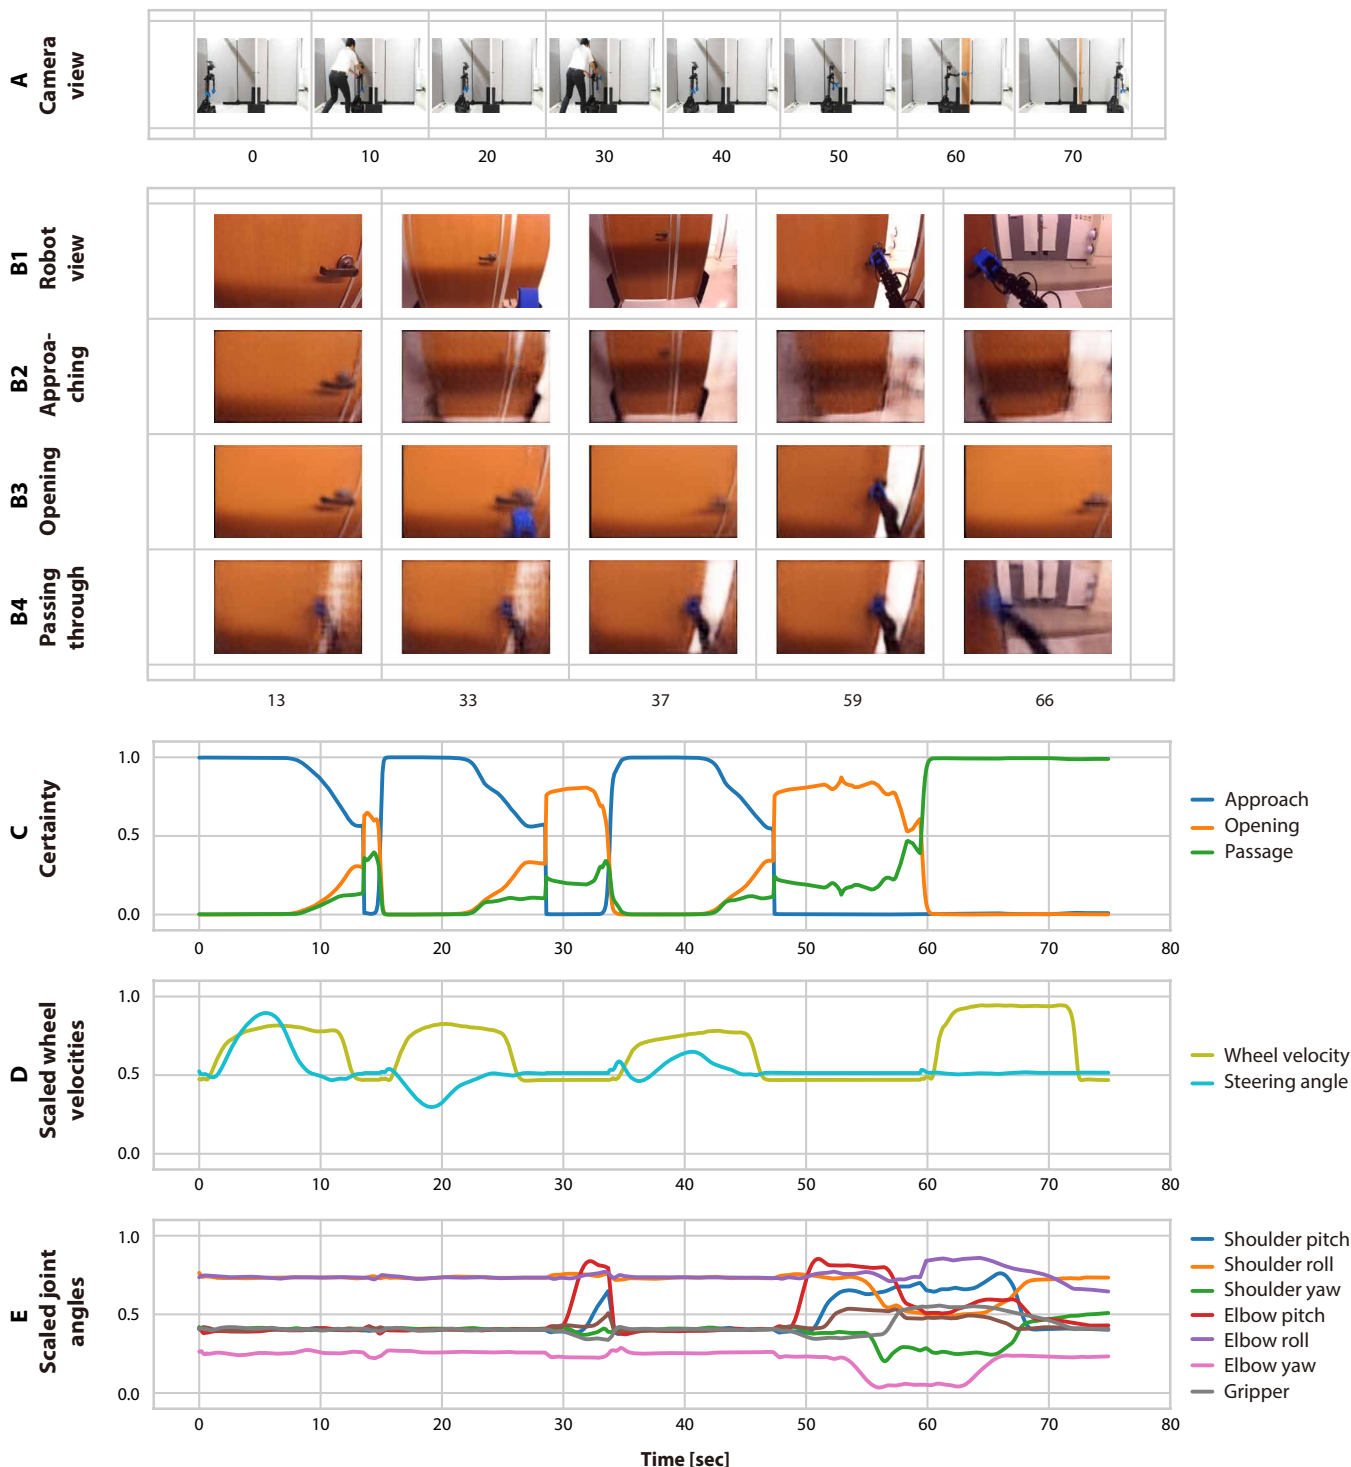 A
Camera
view
0 10 20 30 40 50 60 70
B1
Robot
view
B2
Approa-
ching
B3
Opening
B4
Passing
through
13 33 37 59 66
C
Certainty
1.0
0.5
0.0
0 10 20 30 40 50 60 70 80
Approach
Opening
Passage
D
Scaled wheel
velocities
1.0
0.5
0.0
0 10 20 30 40 50 60 70 80
Wheel velocity
Steering angle
E
Scaled joint
angles
1.0
0.5
0.0
0 10 20 30 40 50 60 70 80
Shoulder pitch
Shoulder roll
Shoulder yaw
Elbow pitch
Elbow roll
Elbow yaw
Gripper
Time [sec]